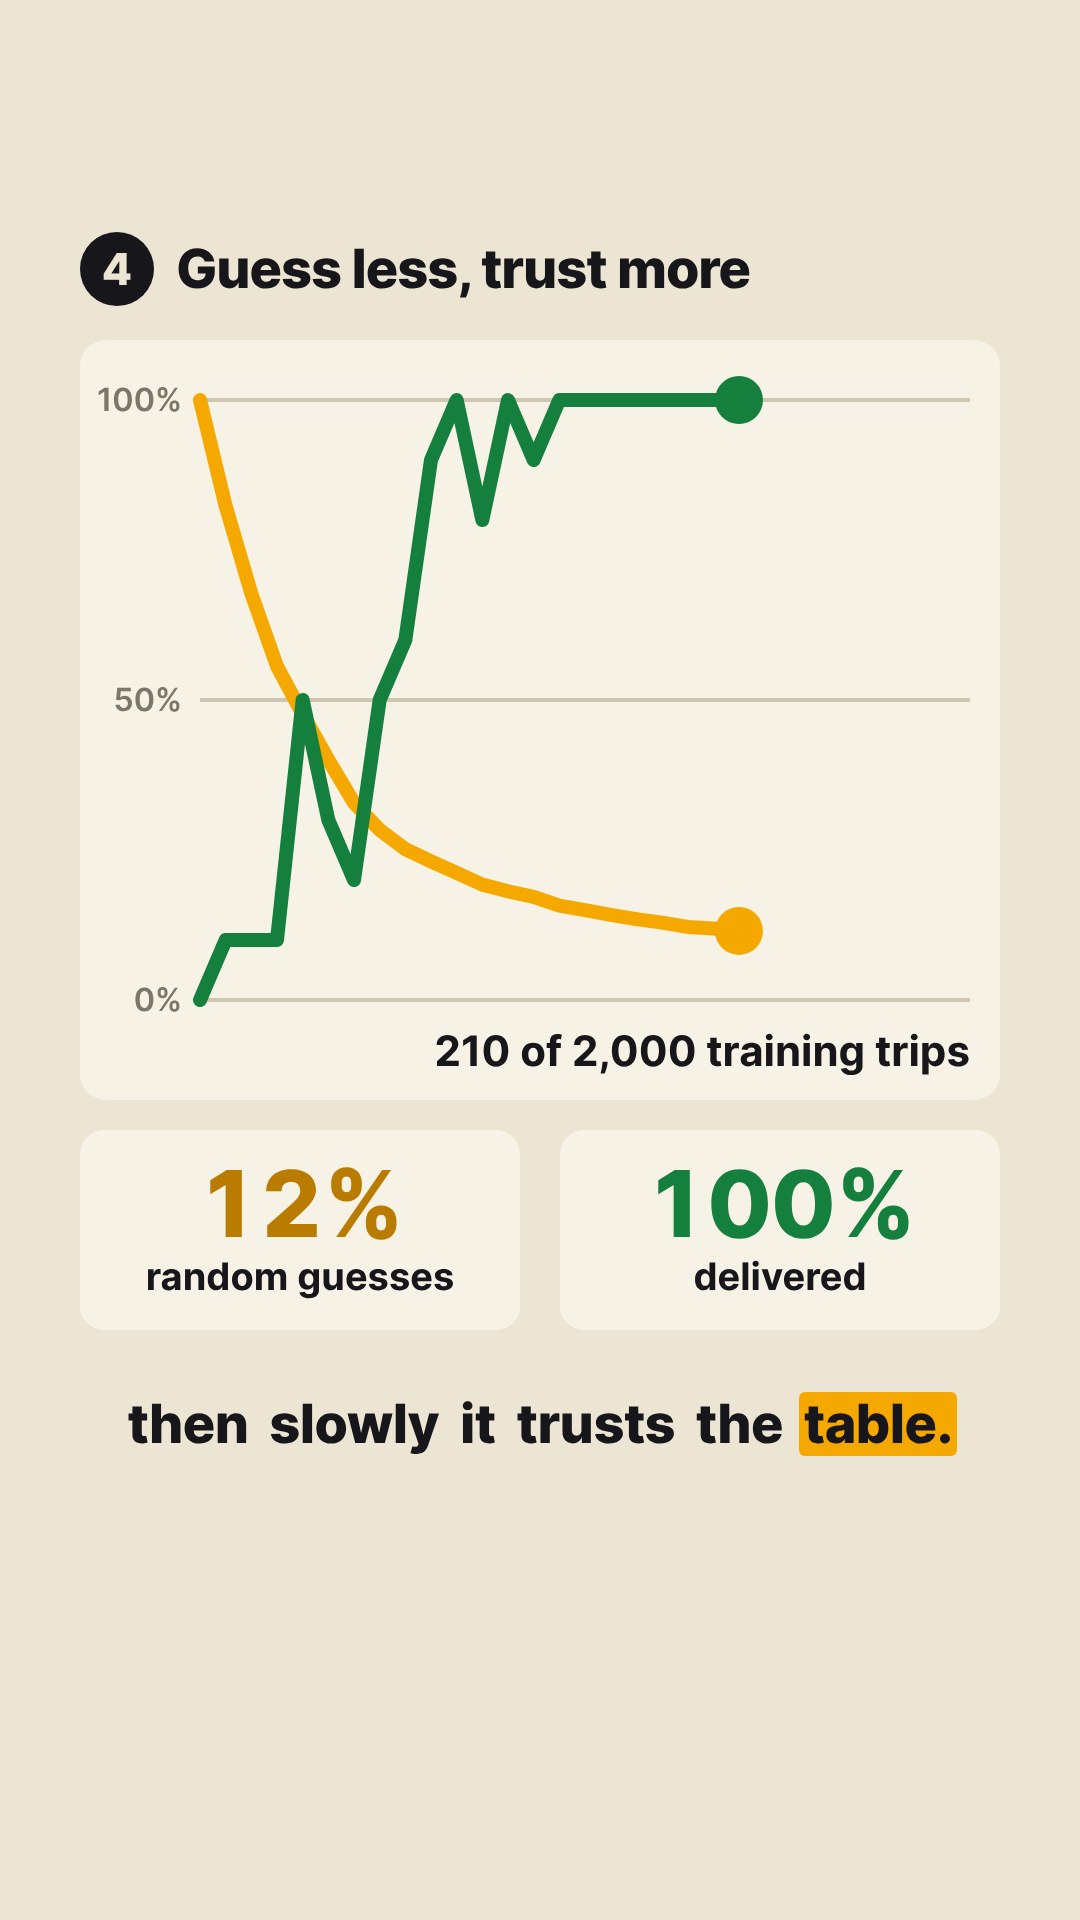 4 Guess less, trust more
100%
50%
0%
210 of 2,000 training trips
12%
random guesses
100%
delivered
then slowly it trusts the table.